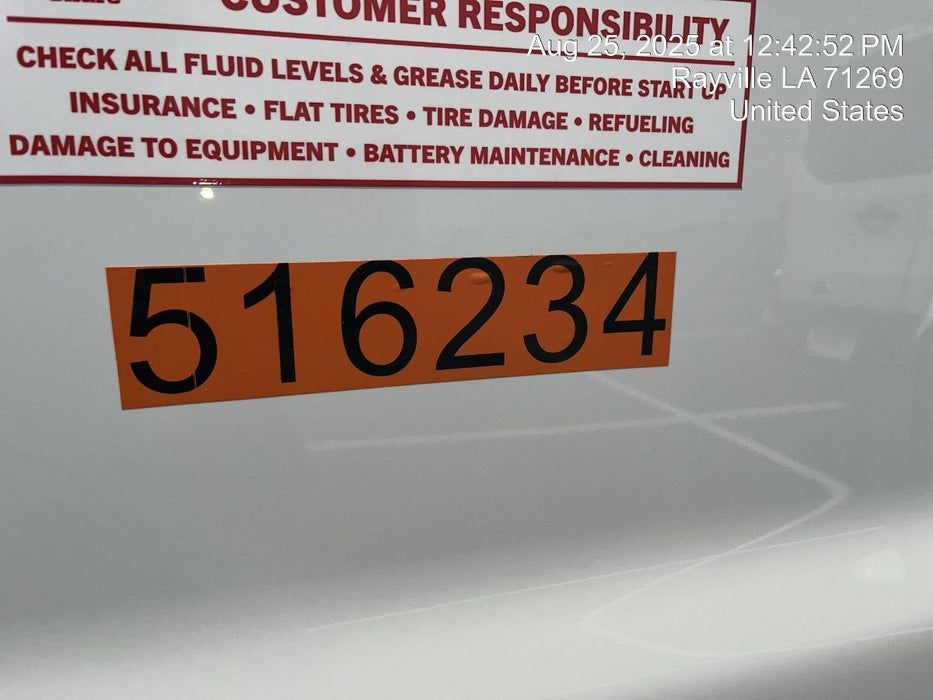 CUSTOMER RESPONSIBILITY
CHECK ALL FLUID LEVELS & GREASE DAILY BEFORE START UP
INSURANCE • FLAT TIRES • TIRE DAMAGE • REFUELING
DAMAGE TO EQUIPMENT • BATTERY MAINTENANCE • CLEANING
Aug 25, 2025 at 12:42:52 PM
Rayville LA 71269
United States
516234